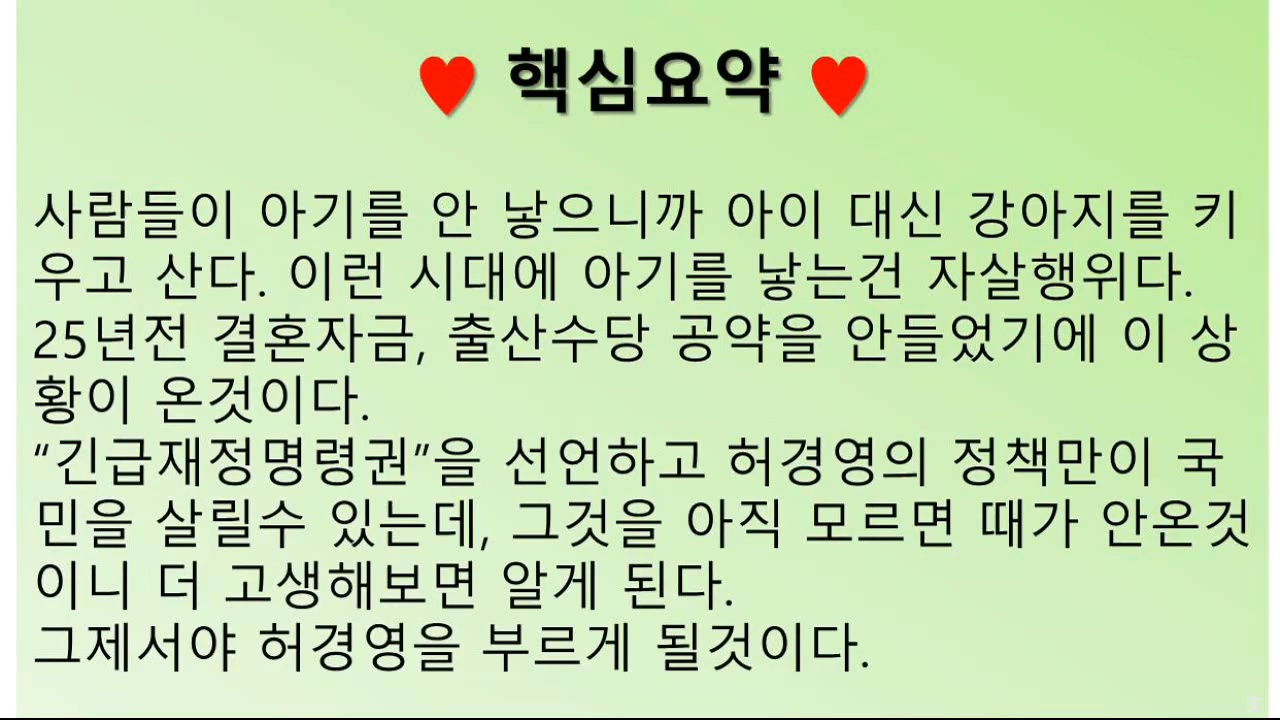 ♥ 핵심요약 ♥
사람들이 아기를 안 낳으니까 아이 대신 강아지를 키
우고 산다. 이런 시대에 아기를 낳는건 자살행위다.
25년전 결혼자금, 출산수당 공약을 안들었기에 이 상
황이 온것이다.
“긴급재정명령권”을 선언하고 허경영의 정책만이 국
민을 살릴수 있는데, 그것을 아직 모르면 때가 안온것
이니 더 고생해보면 알게 된다.
그제서야 허경영을 부르게 될것이다.